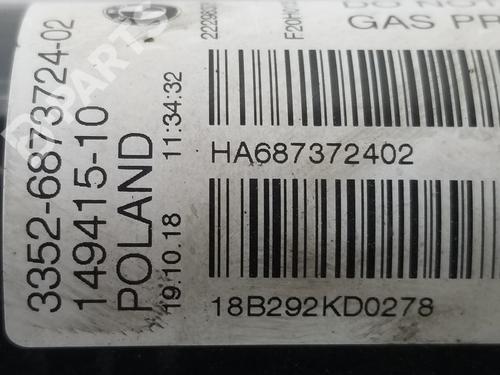 3352-6873724-02
149415-10
POLAND
19.10.18 11:34:32
DO NOT
GAS PR
HA687372402
18B292KD0278